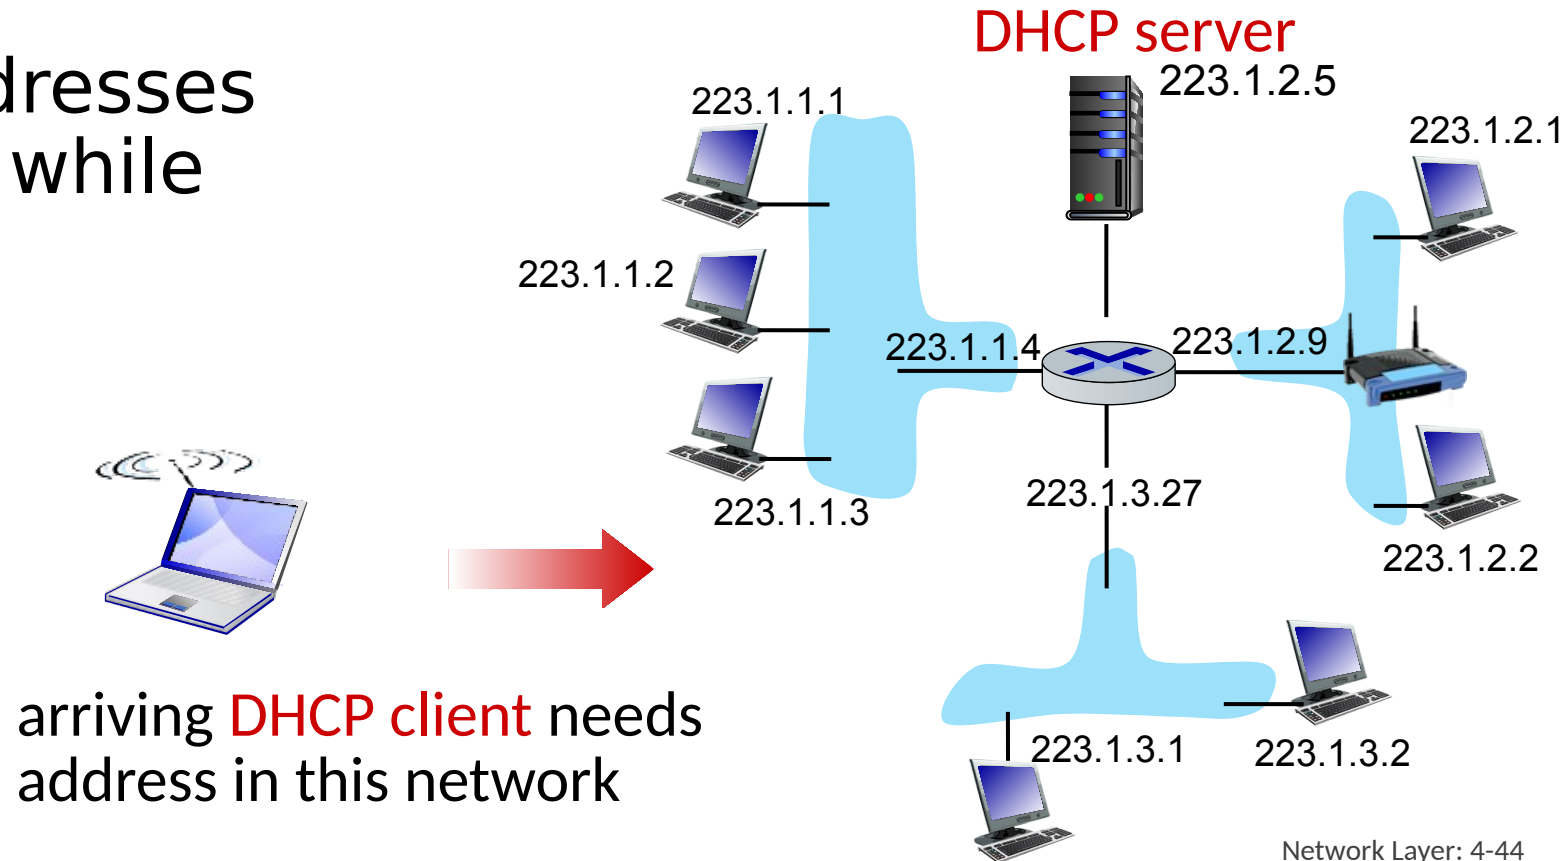 dresses
while
DHCP server
223.1.2.5
223.1.1.1
223.1.2.1
223.1.1.2
223.1.1.4
223.1.2.9
223.1.1.3
223.1.3.27
223.1.2.2
arriving DHCP client needs
address in this network
223.1.3.1
223.1.3.2
Network Layer: 4-44